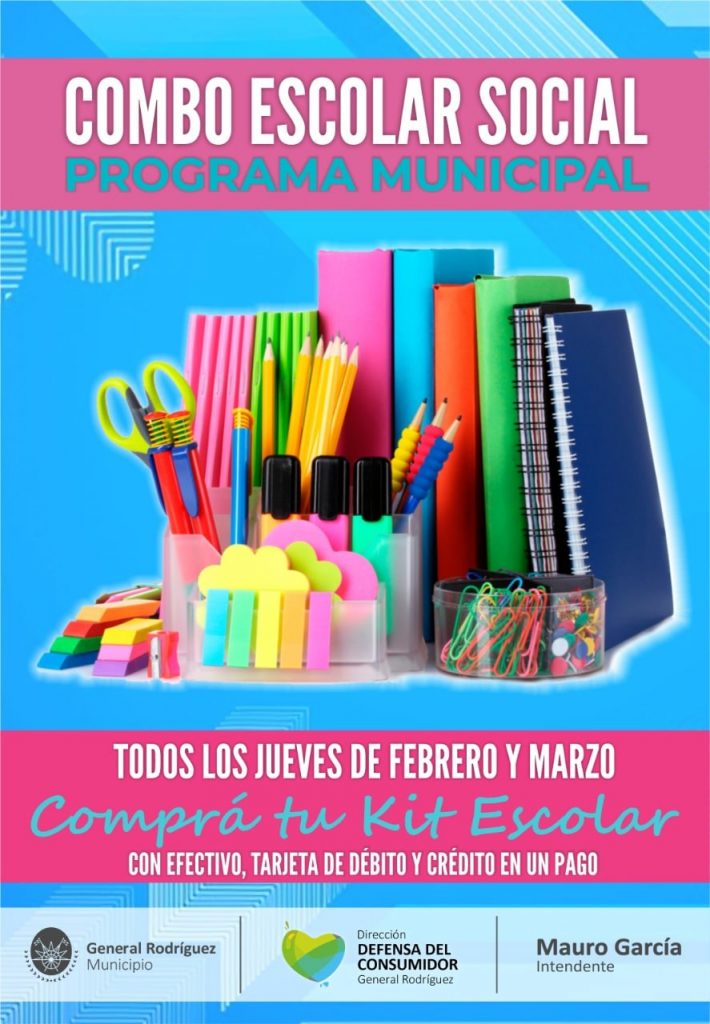 COMBO ESCOLAR SOCIAL
PROGRAMA MUNICIPAL
TODOS LOS JUEVES DE FEBRERO Y MARZO
Comprá tu Kit Escolar
CON EFECTIVO, TARJETA DE DÉBITO Y CRÉDITO EN UN PAGO
General Rodríguez
Municipio
Dirección
DEFENSA DEL
CONSUMIDOR
General Rodríguez
Mauro García
Intendente